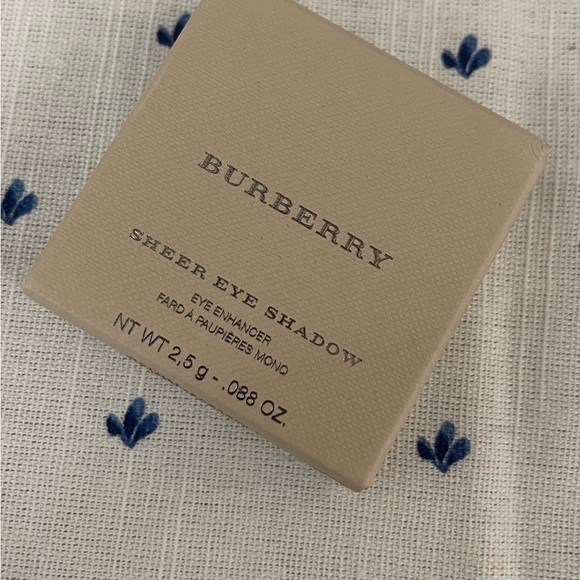 BURBERRY
SHEER EYE SHADOW
EYE ENHANCER
FARD À PAUPIÈRES MONO
NT WT 2,5 g - .088 OZ.